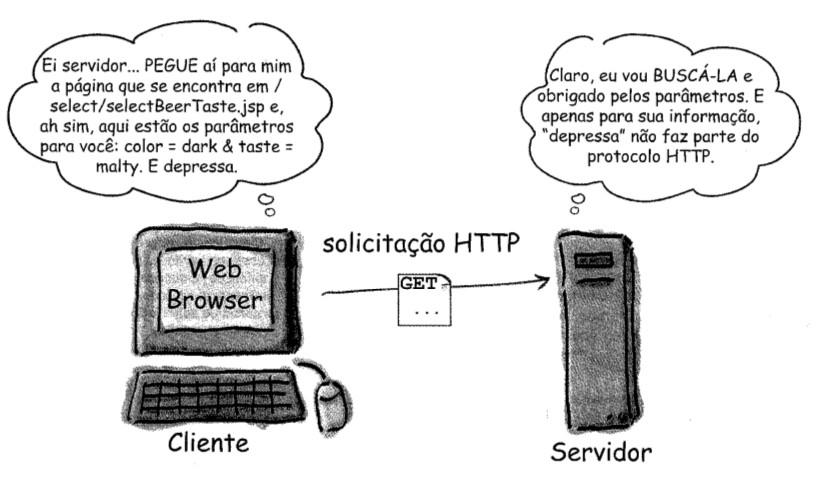 Ei servidor... PEGUE aí para mim
a página que se encontra em /
select/selectBeerTaste.jsp e,
ah sim, aqui estão os parâmetros
para você: color = dark & taste =
malty. E depressa.
Claro, eu vou BUSCÁ-LA e
obrigado pelos parâmetros. E
apenas para sua informação,
"depressa" não faz parte do
protocolo HTTP.
solicitação HTTP
Web
Browser
GET
...
Cliente
Servidor